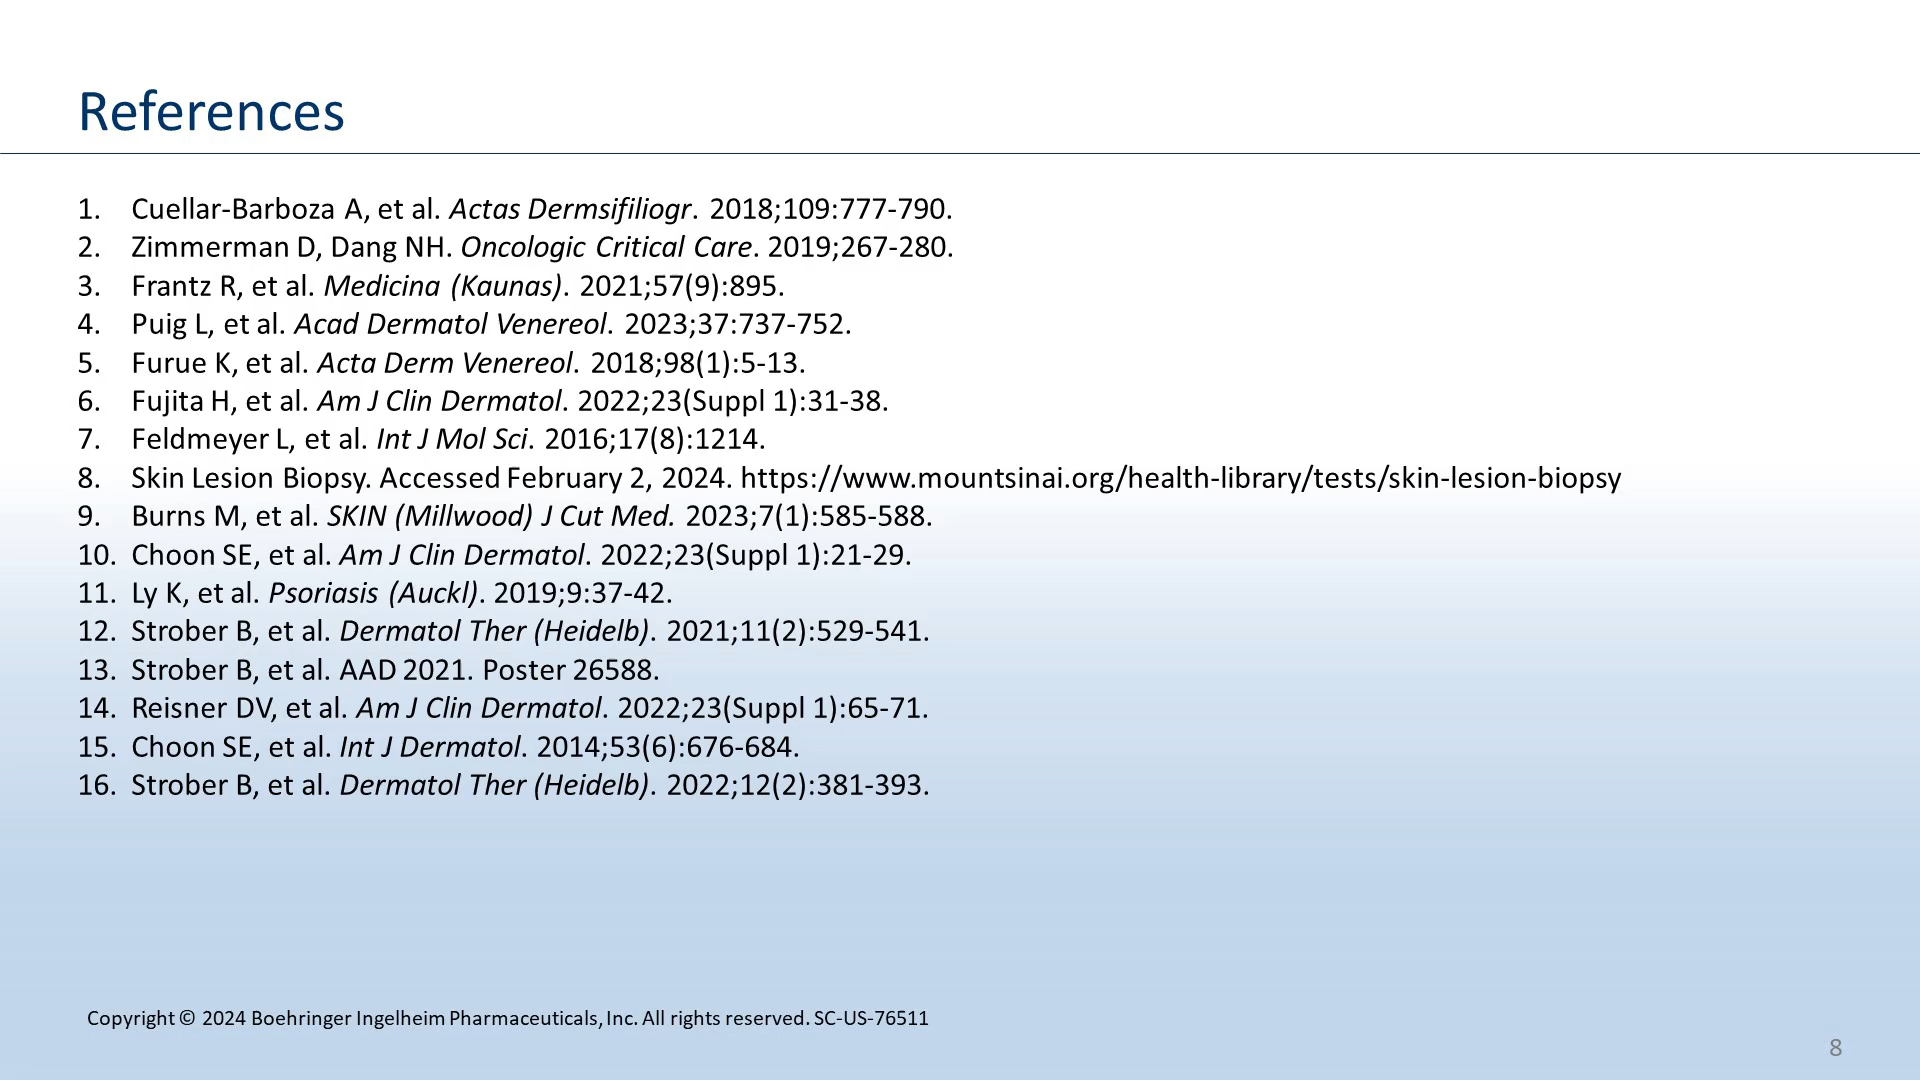 References
1. Cuellar-Barboza A, et al. Actas Dermsifiliogr. 2018;109:777-790.
2. Zimmerman D, Dang NH. Oncologic Critical Care. 2019;267-280.
3. Frantz R, et al. Medicina (Kaunas). 2021;57(9):895.
4. Puig L, et al. Acad Dermatol Venereol. 2023;37:737-752.
5. Furue K, et al. Acta Derm Venereol. 2018;98(1):5-13.
6. Fujita H, et al. Am J Clin Dermatol. 2022;23(Suppl 1):31-38.
7. Feldmeyer L, et al. Int J Mol Sci. 2016;17(8):1214.
8. Skin Lesion Biopsy. Accessed February 2, 2024. https://www.mountsinai.org/health-library/tests/skin-lesion-biopsy
9. Burns M, et al. SKIN (Millwood) J Cut Med. 2023;7(1):585-588.
10. Choon SE, et al. Am J Clin Dermatol. 2022;23(Suppl 1):21-29.
11. Ly K, et al. Psoriasis (Auckl). 2019;9:37-42.
12. Strober B, et al. Dermatol Ther (Heidelb). 2021;11(2):529-541.
13. Strober B, et al. AAD 2021. Poster 26588.
14. Reisner DV, et al. Am J Clin Dermatol. 2022;23(Suppl 1):65-71.
15. Choon SE, et al. Int J Dermatol. 2014;53(6):676-684.
16. Strober B, et al. Dermatol Ther (Heidelb). 2022;12(2):381-393.
Copyright © 2024 Boehringer Ingelheim Pharmaceuticals, Inc. All rights reserved. SC-US-76511
8